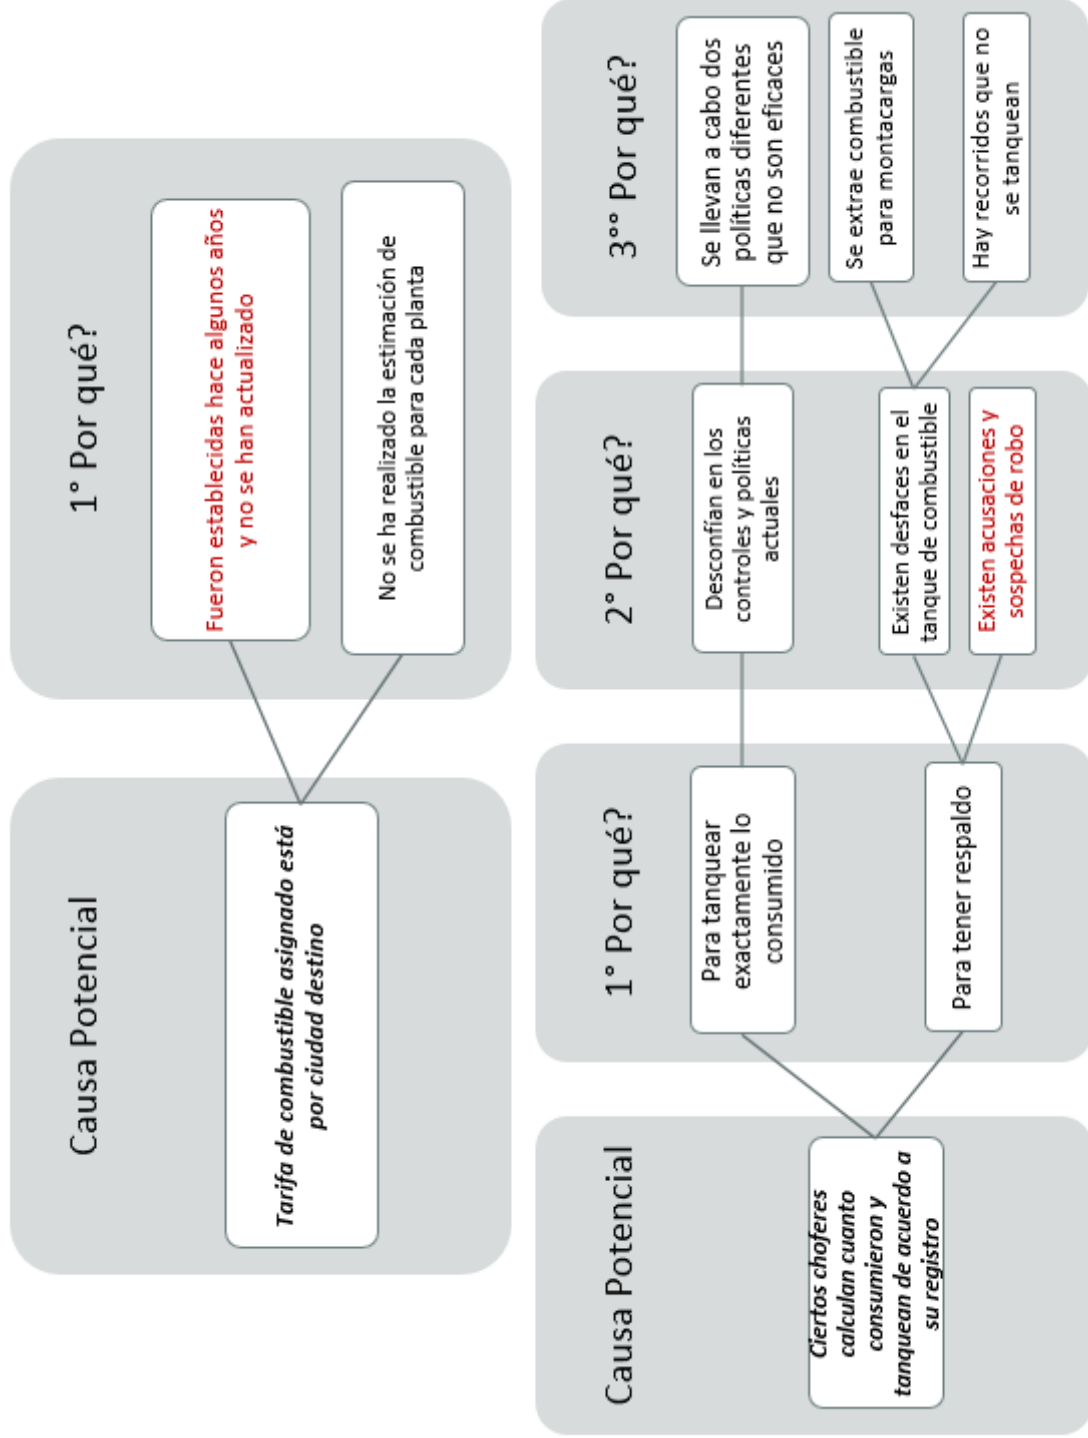 Causa Potencial
1° Por qué?
Tarifa de combustible asignado está
por ciudad destino
Fueron establecidas hace algunos años
y no se han actualizado
No se ha realizado la estimación de
combustible para cada planta
Causa Potencial
1° Por qué?
2° Por qué?
3°° Por qué?
Ciertos choferes
calculan cuanto
consumieron y
tanquean de acuerdo a
su registro
Para tanquear
exactamente lo
consumido
Para tener respaldo
Desconfían en los
controles y políticas
actuales
Existen desfaces en el
tanque de combustible
Existen acusaciones y
sospechas de robo
Se llevan a cabo dos
políticas diferentes
que no son eficaces
Se extrae combustible
para montacargas
Hay recorridos que no
se tanquean